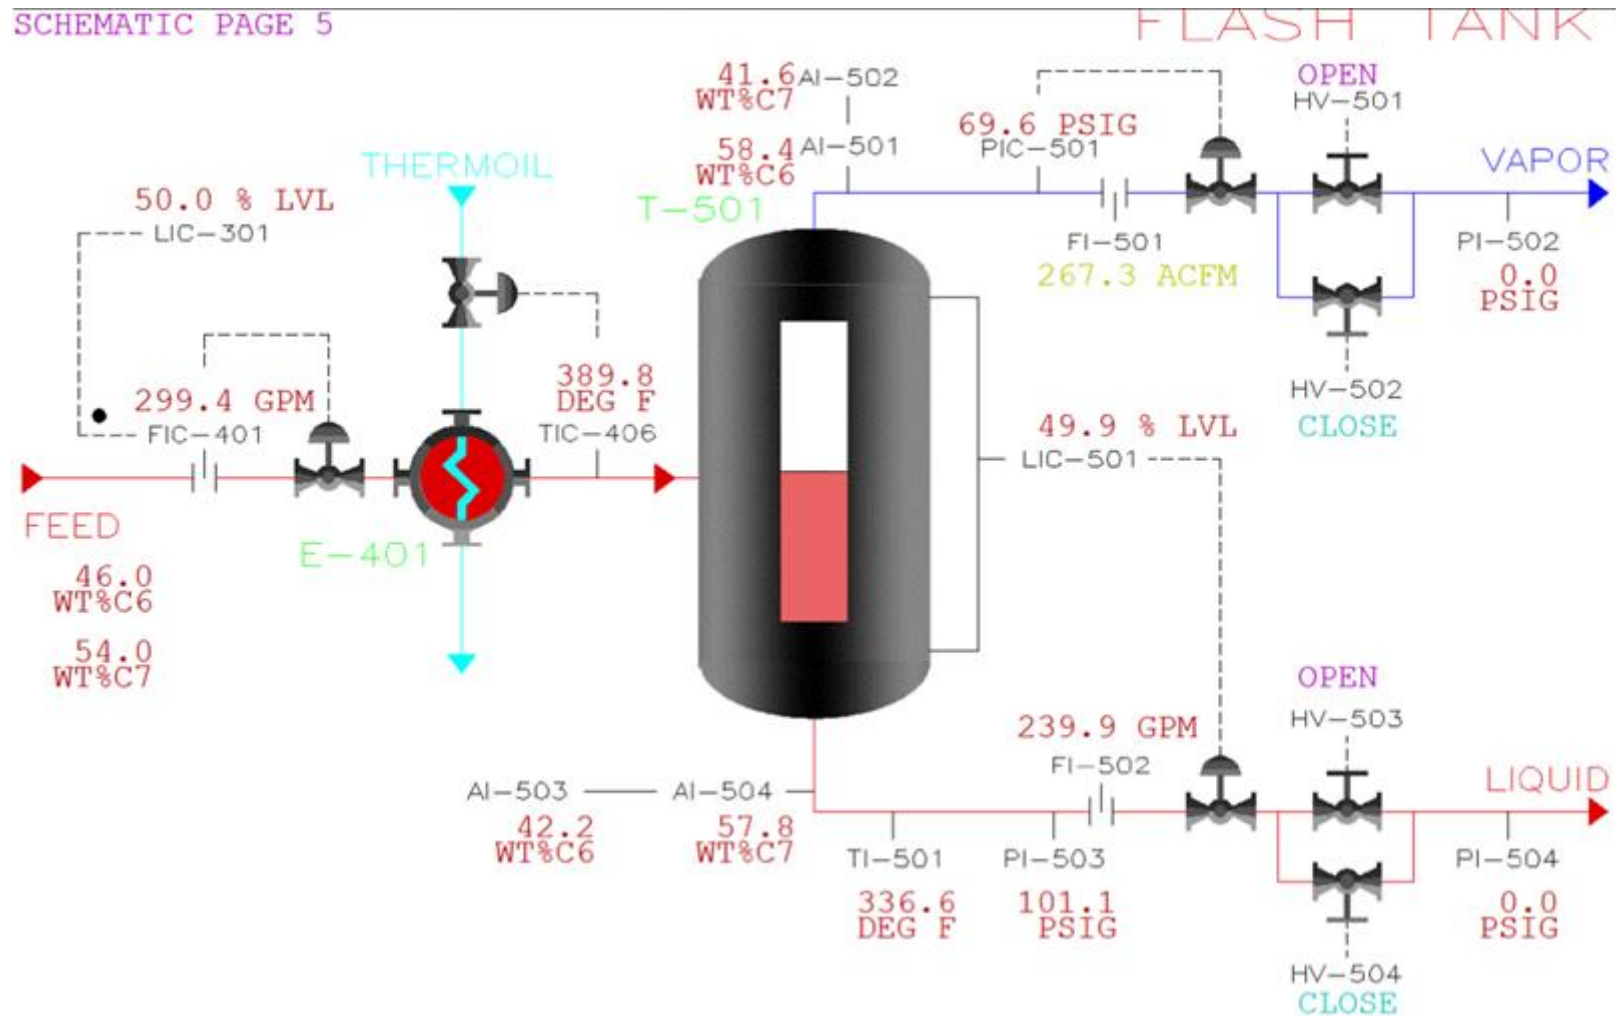 SCHEMATIC PAGE 5
FLASH TANK
41.6 AI-502
WT%C7
58.4 AI-501
WT%C6
T-501
69.6 PSIG
PIC-501
OPEN
HV-501
VAPOR
FI-501
267.3 ACFM
PI-502
0.0
PSIG
HV-502
CLOSE
THERMOIL
50.0 % LVL
LIC-301
299.4 GPM
FIC-401
389.8
DEG F
TIC-406
49.9 % LVL
LIC-501
FEED
46.0
WT%C6
54.0
WT%C7
E-401
OPEN
HV-503
239.9 GPM
FI-502
LIQUID
AI-503
42.2
WT%C6
AI-504
57.8
WT%C7
TI-501
336.6
DEG F
PI-503
101.1
PSIG
PI-504
0.0
PSIG
HV-504
CLOSE